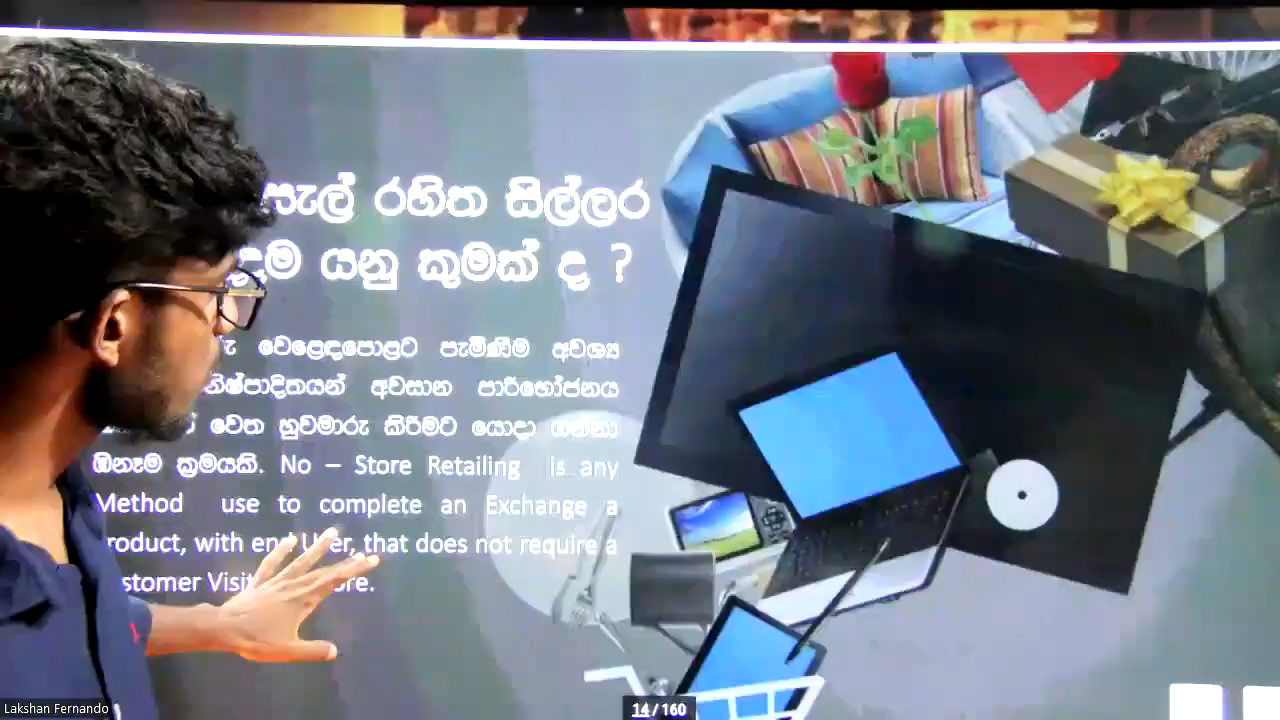 සැල් රහිත සිල්ලර
යනු කුමක් ද ?
වෙළෙඳපොළට පැමිණීම අවශ්‍ය
නිෂ්පාදිතයන් අවසාන පාරිභෝජනය
වෙත හුවමාරු කිරීමට යොදා ගන්නා
ඕනෑම ක්‍රමයකි. No – Store Retailing is any
Method use to complete an Exchange a
roduct, with end User, that does not require a
stomer Visit ore.
Lakshan Fernando
14 / 160